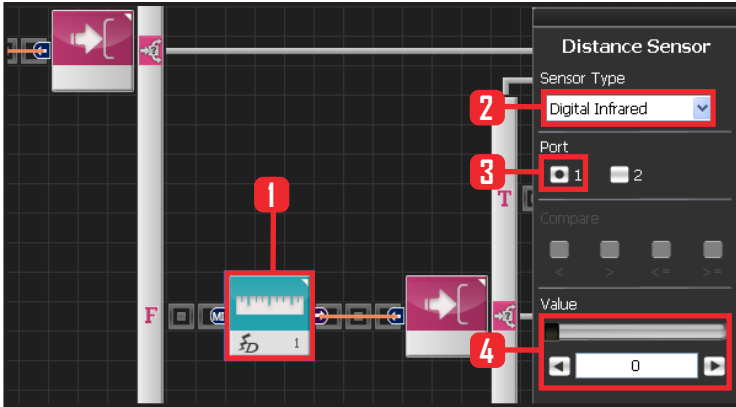 Distance Sensor
Sensor Type
2
Digital Infrared
Port
3
1
2
1
T
Compare
<
>
<=
>=
F
M
D
1
Value
4
0